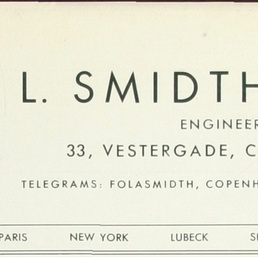 L. SMIDTH
ENGINEER
33, VESTERGADE, C
TELEGRAMS: FOLASMIDTH, COPENH
PARIS NEW YORK LUBECK